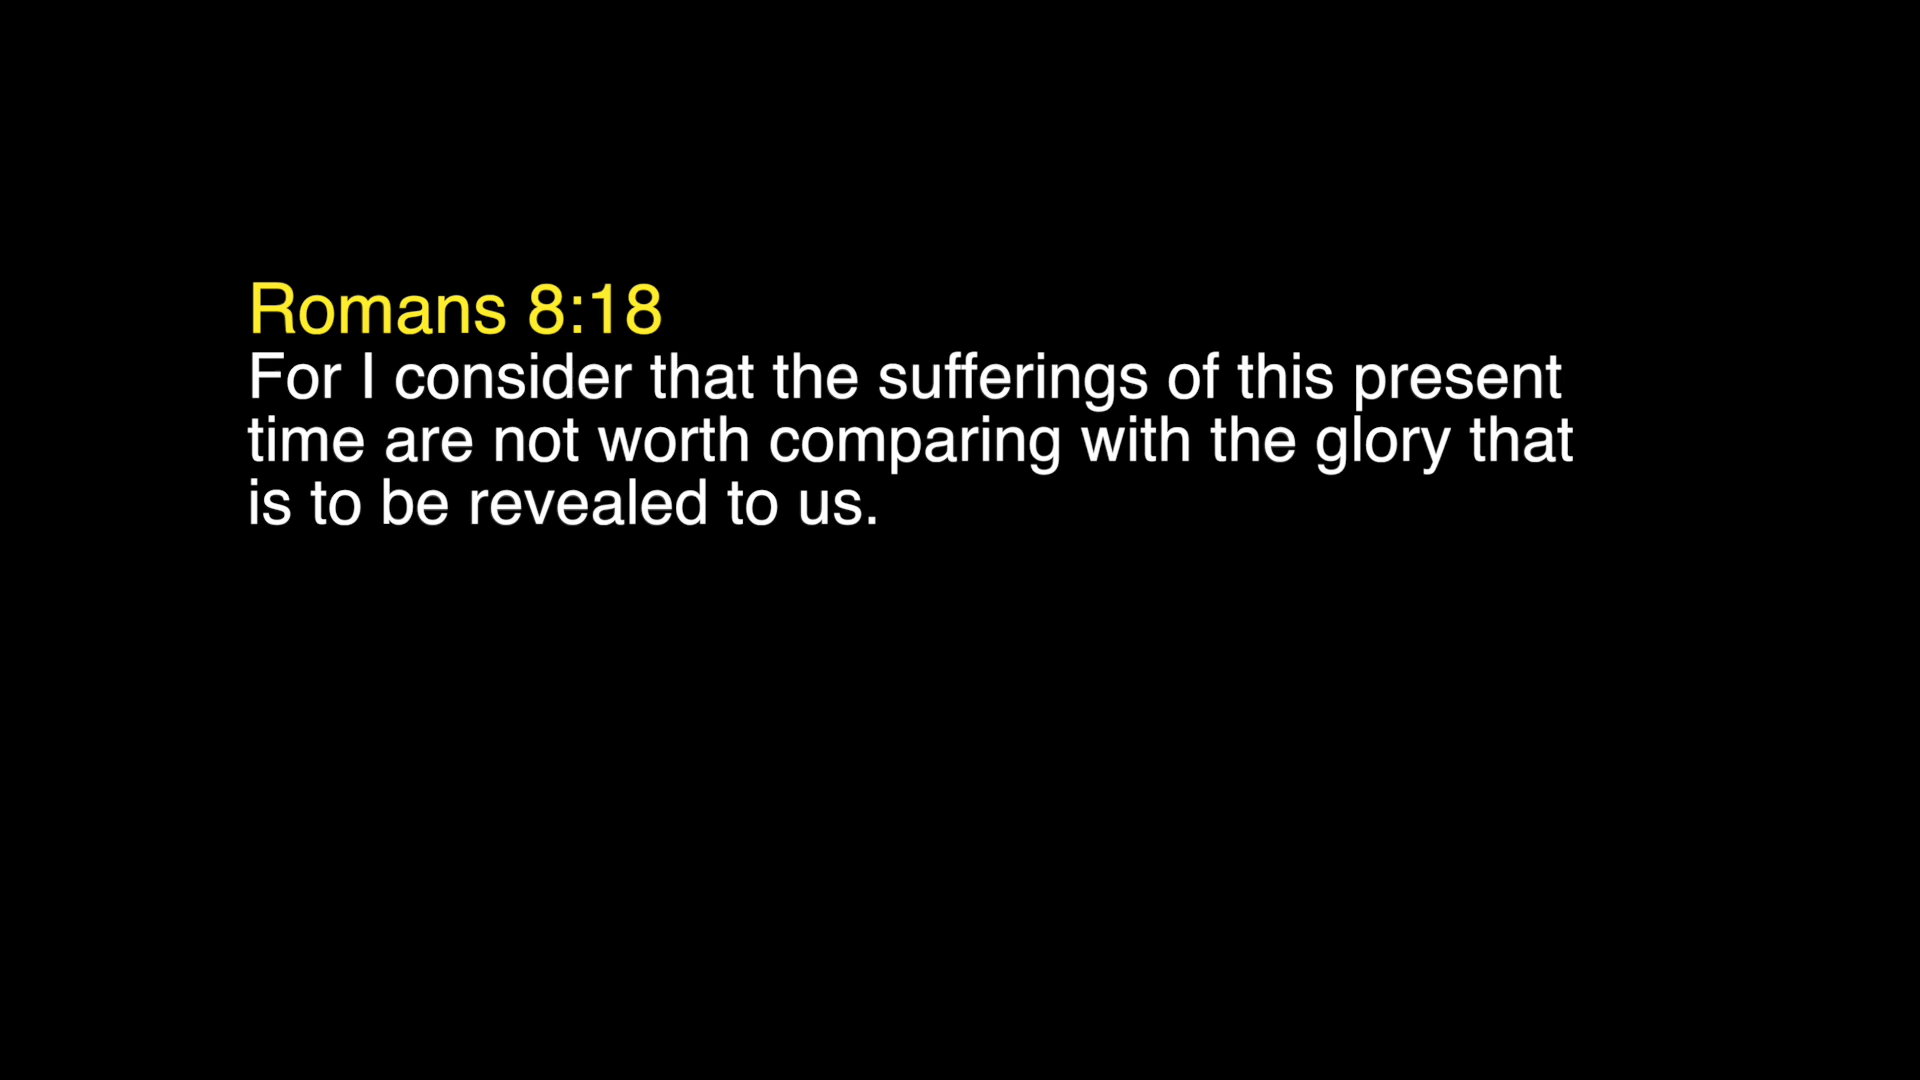 Romans 8:18
For I consider that the sufferings of this present
time are not worth comparing with the glory that
is to be revealed to us.